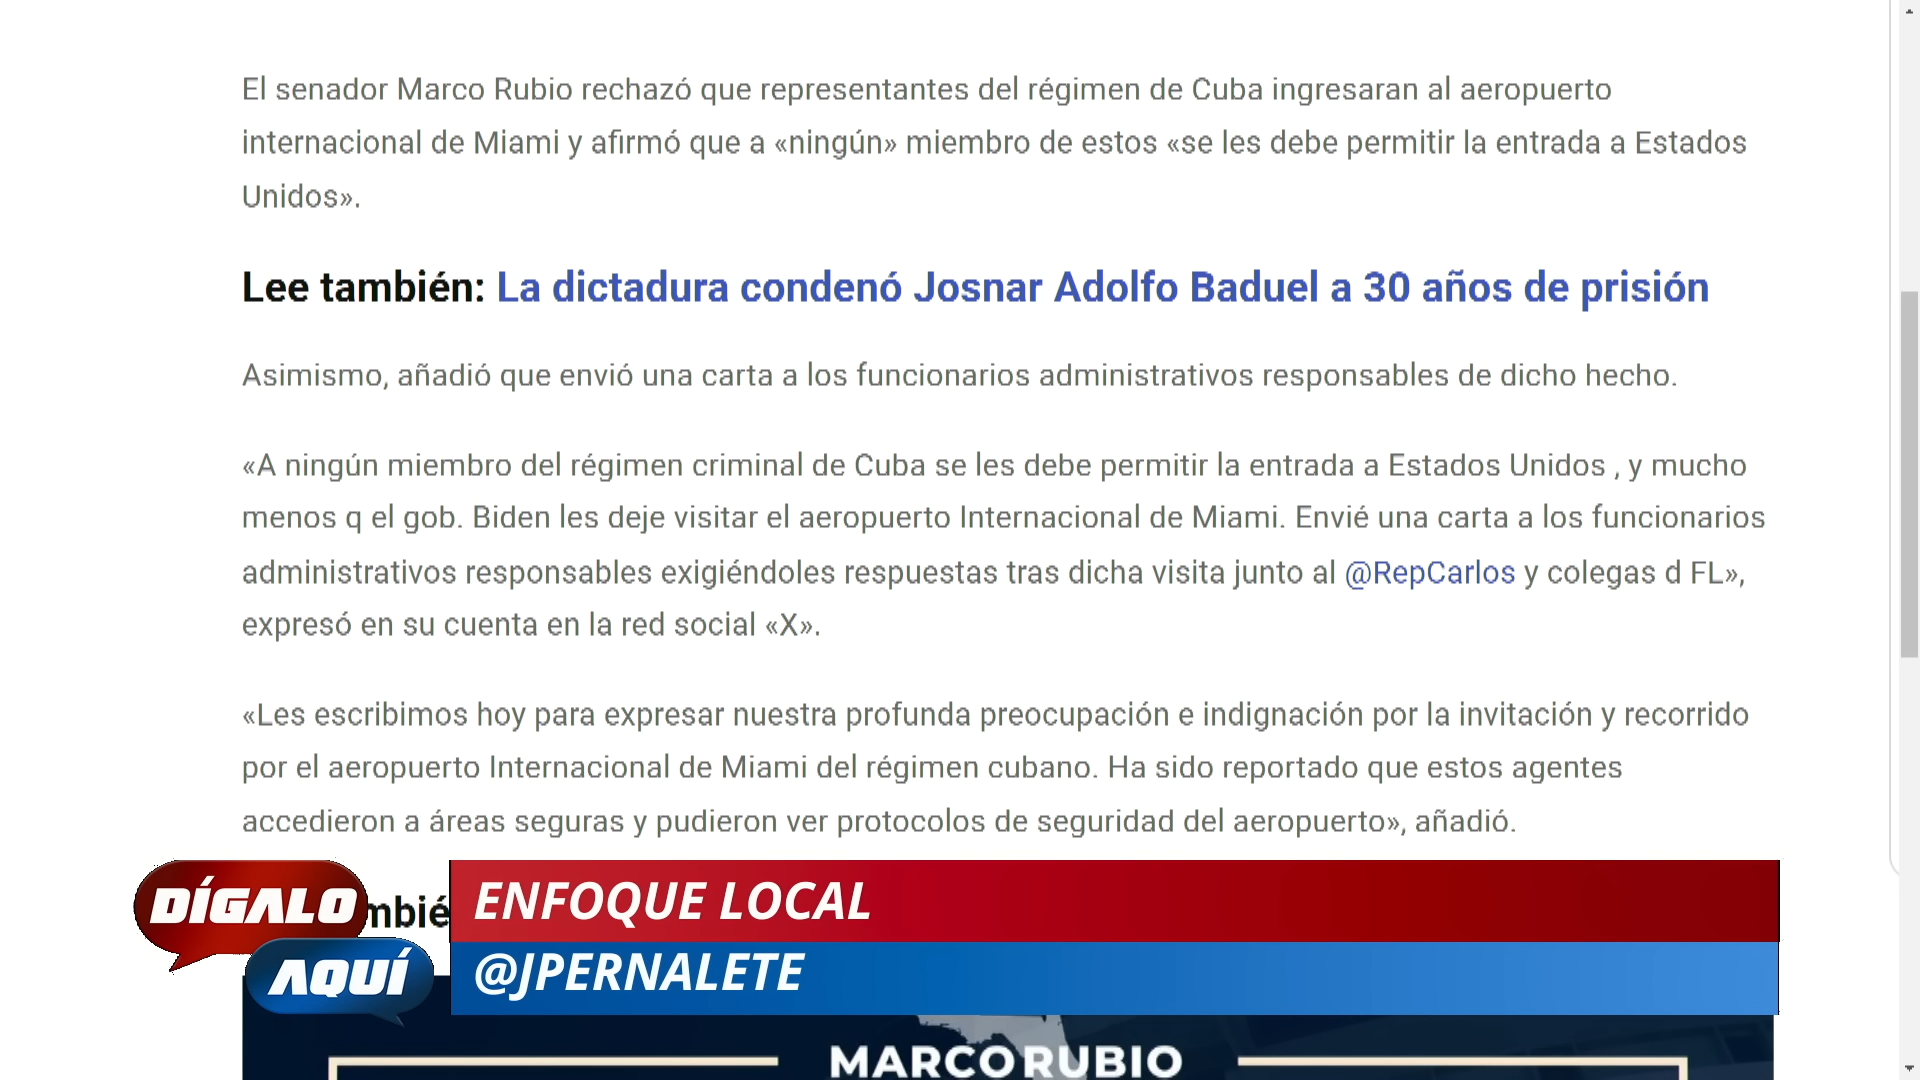 El senador Marco Rubio rechazó que representantes del régimen de Cuba ingresaran al aeropuerto
internacional de Miami y afirmó que a «ningún» miembro de estos «se les debe permitir la entrada a Estados
Unidos».
Lee también: La dictadura condenó Josnar Adolfo Baduel a 30 años de prisión
Asimismo, añadió que envió una carta a los funcionarios administrativos responsables de dicho hecho.
«A ningún miembro del régimen criminal de Cuba se les debe permitir la entrada a Estados Unidos , y mucho
menos q el gob. Biden les deje visitar el aeropuerto Internacional de Miami. Envié una carta a los funcionarios
administrativos responsables exigiéndoles respuestas tras dicha visita junto al @RepCarlos y colegas d FL»,
expresó en su cuenta en la red social «X».
«Les escribimos hoy para expresar nuestra profunda preocupación e indignación por la invitación y recorrido
por el aeropuerto Internacional de Miami del régimen cubano. Ha sido reportado que estos agentes
accedieron a áreas seguras y pudieron ver protocolos de seguridad del aeropuerto», añadió.
DÍGALO
AQUÍ
mbié
ENFOQUE LOCAL
@JPERNALETE
MARCO RUBIO